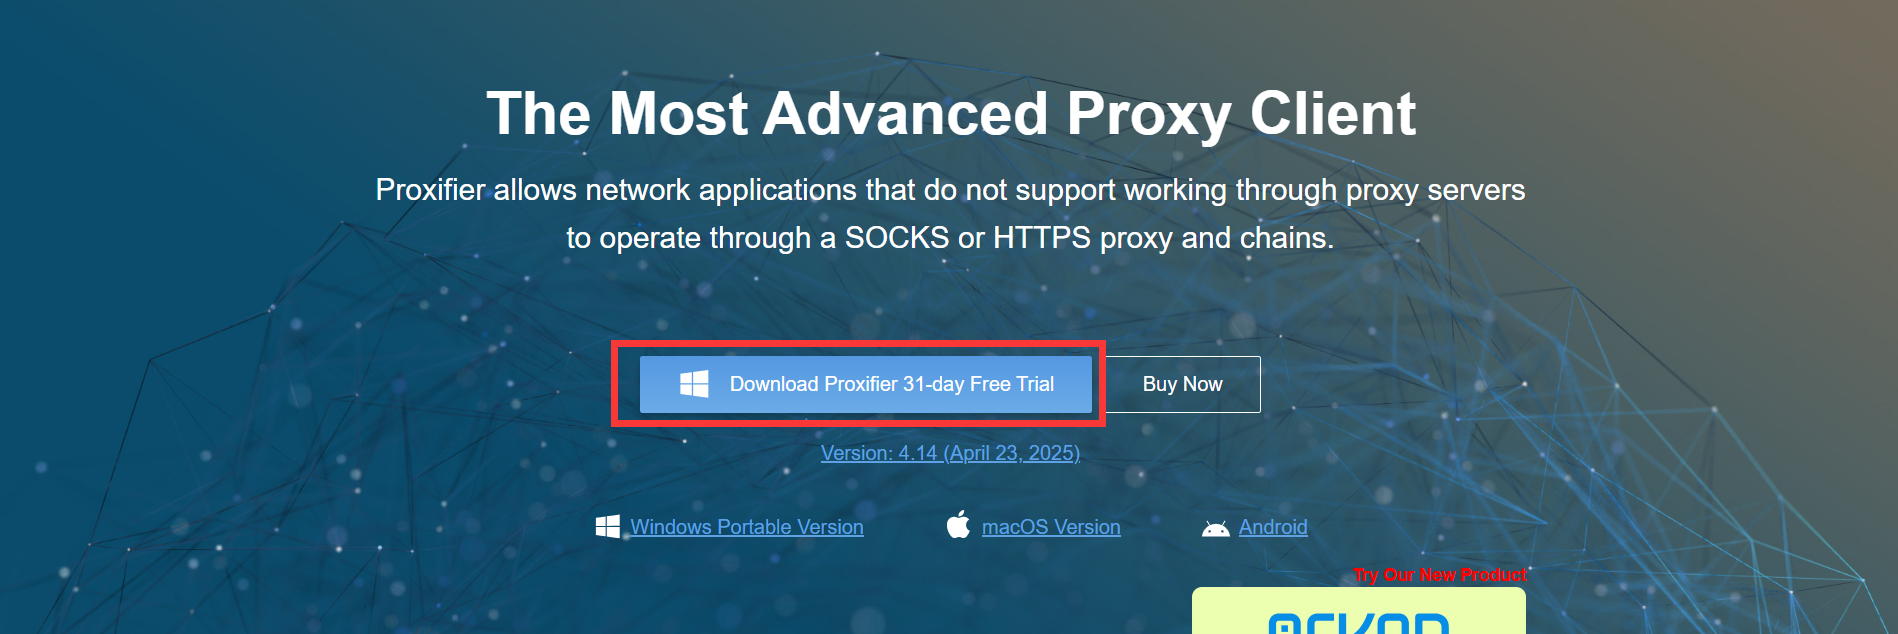 The Most Advanced Proxy Client
Proxifier allows network applications that do not support working through proxy servers
to operate through a SOCKS or HTTPS proxy and chains.
Download Proxifier 31-day Free Trial
Buy Now
Version: 4.14 (April 23, 2025)
Windows Portable Version
macOS Version
Android
Try Our New Product